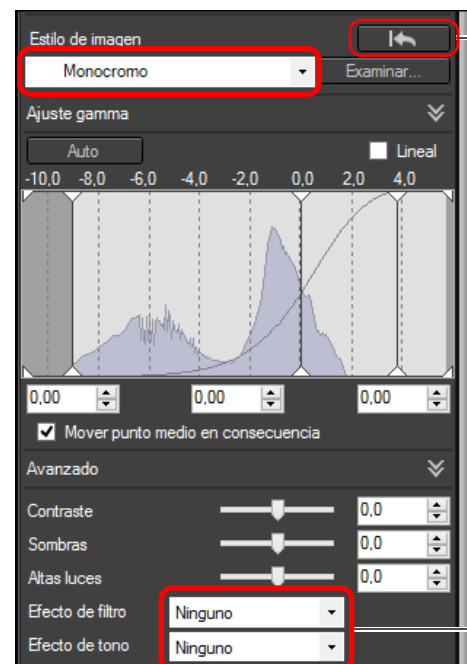 Estilo de imagen
Monocromo Examinar...
Ajuste gamma
Auto Lineal
-10,0 -8,0 -6,0 -4,0 -2,0 0,0 2,0 4,0
0,00 0,00 0,00
Mover punto medio en consecuencia
Avanzado
Contraste 0,0
Sombras 0,0
Altas luces 0,0
Efecto de filtro Ninguno
Efecto de tono Ninguno